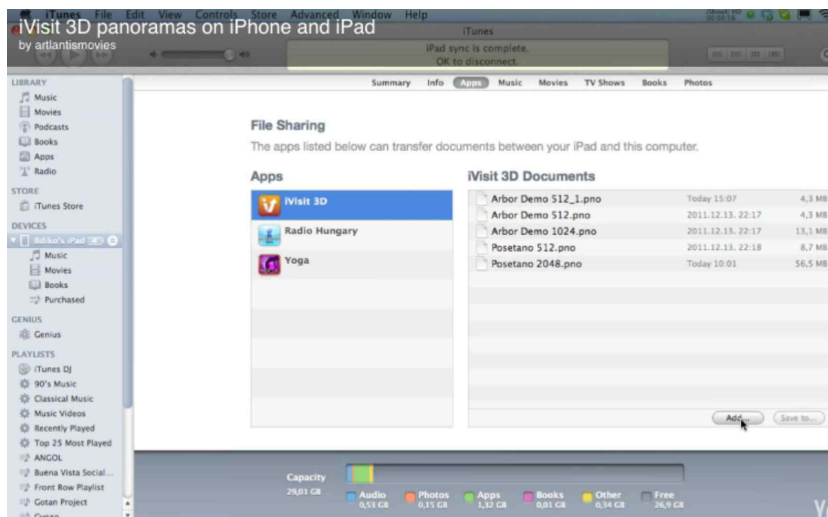 iTunes File Edit View Controls Store Advanced Window Help
iVisit 3D panoramas on iPhone and iPad
by artlantismovies
iTunes
iPad sync is complete.
OK to disconnect.
Summary Info Apps Music Movies TV Shows Books Photos
LIBRARY
Music
Movies
Podcasts
Books
Apps
Radio
STORE
iTunes Store
DEVICES
Ildiko's iPad
Music
Movies
Books
Purchased
GENIUS
Genius
PLAYLISTS
iTunes DJ
90's Music
Classical Music
Music Videos
Recently Played
Top 25 Most Played
ANGOL
Buena Vista Social...
Front Row Playlist
Gotan Project
File Sharing
The apps listed below can transfer documents between your iPad and this computer.
Apps
iVisit 3D
Radio Hungary
Yoga
iVisit 3D Documents
Arbor Demo 512_1.pno Today 15:07 4,3 MB
Arbor Demo 512.pno 2011.12.13. 22:17 4,3 MB
Arbor Demo 1024.pno 2011.12.13. 22:17 13,1 MB
Posetano 512.pno 2011.12.13. 22:18 8,7 MB
Posetano 2048.pno Today 10:01 56,5 MB
Add... Save to...
Capacity
29,01 GB
Audio
0,53 GB
Photos
0,15 GB
Apps
1,32 GB
Books
0,01 GB
Other
0,34 GB
Free
26,9 GB